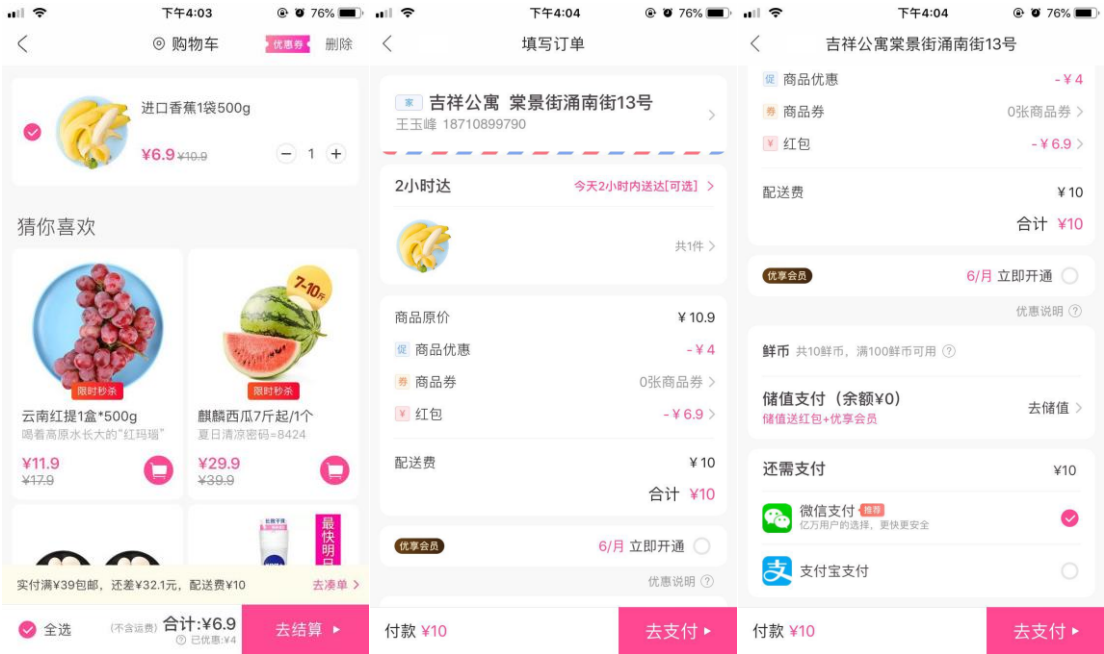 下午4:03
76%
购物车
优惠券
删除
进口香蕉1袋500g
¥6.9 ¥10.9
1
猜你喜欢
7-10斤
限时秒杀
限时秒杀
云南红提1盒*500g
喝着高原水长大的“红玛瑙”
¥11.9
¥17.9
麒麟西瓜7斤起/1个
夏日清凉密码=8424
¥29.9
¥39.9
最快明日
实付满¥39包邮，还差¥32.1元，配送费¥10
去凑单
全选
(不含运费) 合计:¥6.9
已优惠:¥4
去结算
下午4:04
76%
填写订单
家 吉祥公寓 棠景街涌南街13号
王玉峰 18710899790
2小时达
今天2小时内送达[可选]
共1件
商品原价 ¥10.9
促 商品优惠 -¥4
券 商品券 0张商品券
¥ 红包 -¥6.9
配送费 ¥10
合计 ¥10
优享会员 6/月 立即开通
优惠说明 ?
付款 ¥10
去支付
下午4:04
76%
吉祥公寓棠景街涌南街13号
促 商品优惠 -¥4
券 商品券 0张商品券
¥ 红包 -¥6.9
配送费 ¥10
合计 ¥10
优享会员 6/月 立即开通
优惠说明 ?
鲜币 共10鲜币，满100鲜币可用 ?
储值支付（余额¥0） 去储值
储值送红包+优享会员
还需支付 ¥10
微信支付 推荐
亿万用户的选择，更快更安全
支 支付宝支付
付款 ¥10
去支付